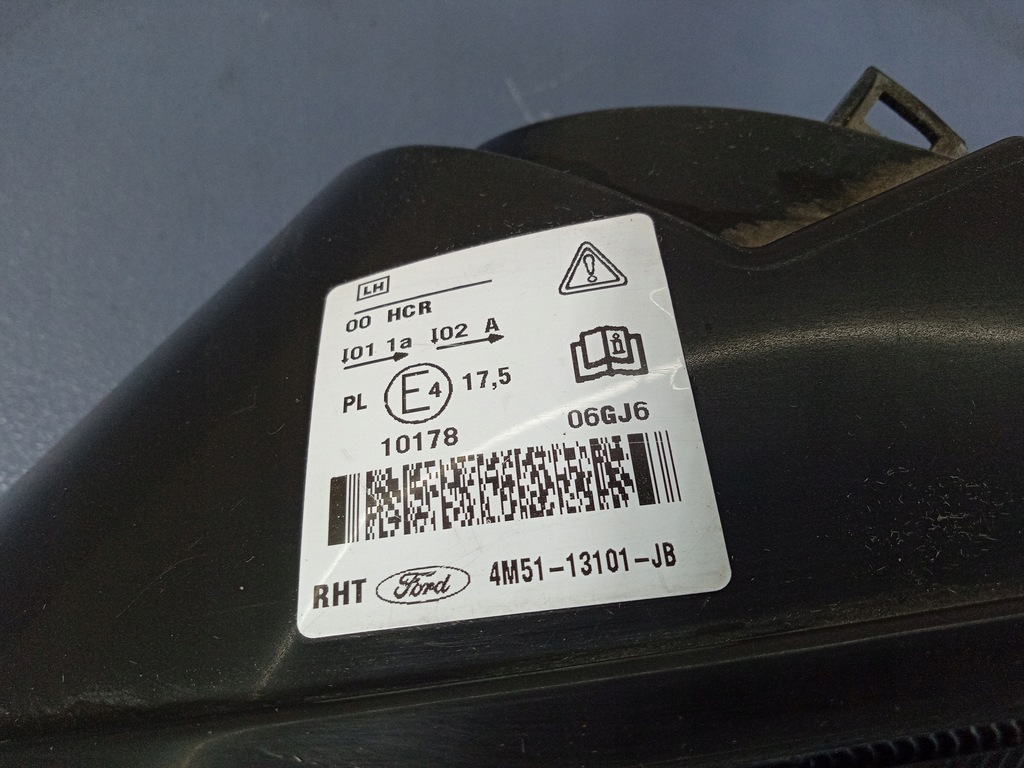 LH
00 HCR
I01 1a I02 A
PL E4 17,5
10178 06GJ6
RHT Ford 4M51-13101-JB